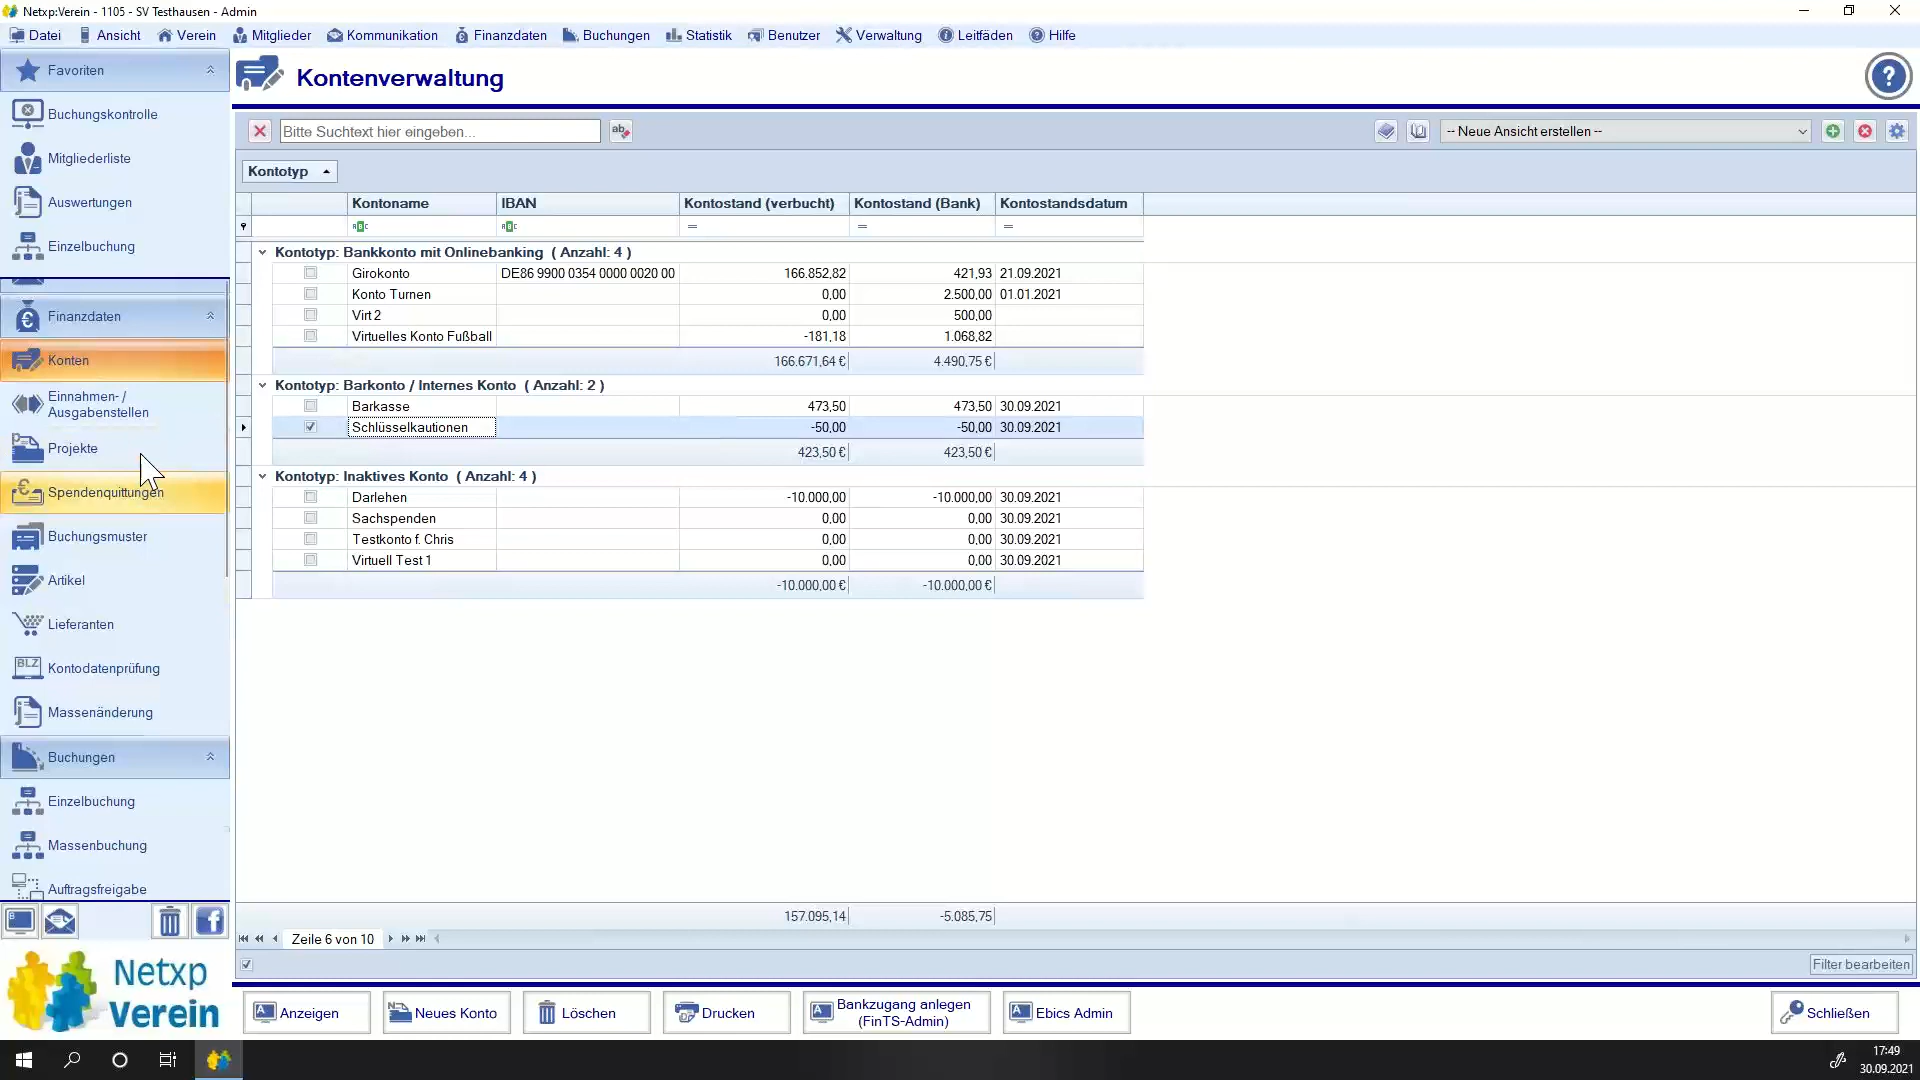 Netxp:Verein - 1105 - SV Testhausen - Admin
Datei Ansicht Verein Mitglieder Kommunikation Finanzdaten Buchungen Statistik Benutzer Verwaltung Leitfäden Hilfe
Favoriten
Buchungskontrolle
Mitgliederliste
Auswertungen
Einzelbuchung
Finanzdaten
Konten
Einnahmen- /
Ausgabenstellen
Projekte
Spendenquittungen
Buchungsmuster
Artikel
Lieferanten
BLZ
Kontodatenprüfung
Massenänderung
Buchungen
Einzelbuchung
Massenbuchung
Auftragsfreigabe
Netxp
Verein
Kontenverwaltung
?
Bitte Suchtext hier eingeben...
-- Neue Ansicht erstellen --
Kontotyp
Kontoname IBAN Kontostand (verbucht) Kontostand (Bank) Kontostandsdatum
Kontotyp: Bankkonto mit Onlinebanking ( Anzahl: 4 )
Girokonto DE86 9900 0354 0000 0020 00 166.852,82 421,93 21.09.2021
Konto Turnen 0,00 2.500,00 01.01.2021
Virt 2 0,00 500,00
Virtuelles Konto Fußball -181,18 1.068,82
166.671,64 € 4.490,75 €
Kontotyp: Barkonto / Internes Konto ( Anzahl: 2 )
Barkasse 473,50 473,50 30.09.2021
Schlüsselkautionen -50,00 -50,00 30.09.2021
423,50 € 423,50 €
Kontotyp: Inaktives Konto ( Anzahl: 4 )
Darlehen -10.000,00 -10.000,00 30.09.2021
Sachspenden 0,00 0,00 30.09.2021
Testkonto f. Chris 0,00 0,00 30.09.2021
Virtuell Test 1 0,00 0,00 30.09.2021
-10.000,00 € -10.000,00 €
157.095,14 -5.085,75
Zeile 6 von 10
Filter bearbeiten
Anzeigen
Neues Konto
Löschen
Drucken
Bankzugang anlegen
(FinTS-Admin)
Ebics Admin
Schließen
17:49
30.09.2021